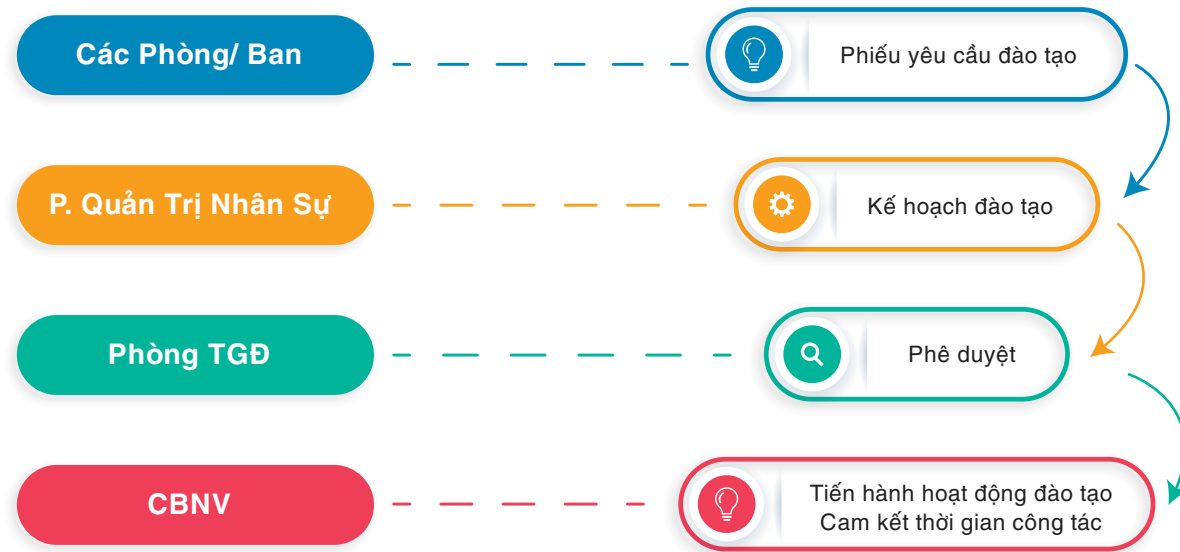 Các Phòng/ Ban
Phiếu yêu cầu đào tạo
P. Quản Trị Nhân Sự
Kế hoạch đào tạo
Phòng TGĐ
Phê duyệt
CBNV
Tiến hành hoạt động đào tạo
Cam kết thời gian công tác